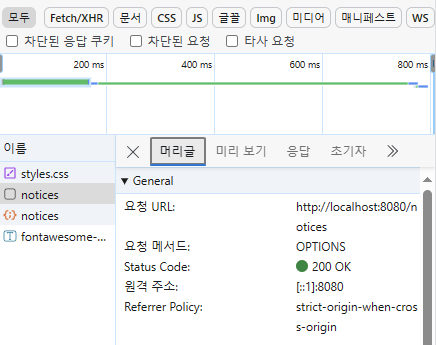 모두 Fetch/XHR 문서 CSS JS 글꼴 Img 미디어 매니페스트 WS
차단된 응답 쿠키 차단된 요청 타사 요청
200 ms 400 ms 600 ms 800 ms
이름
머리글 미리 보기 응답 초기자
styles.css
notices
notices
fontawesome-...
General
요청 URL: http://localhost:8080/n
otices
요청 메서드: OPTIONS
Status Code: 200 OK
원격 주소: [::1]:8080
Referrer Policy: strict-origin-when-cros
s-origin